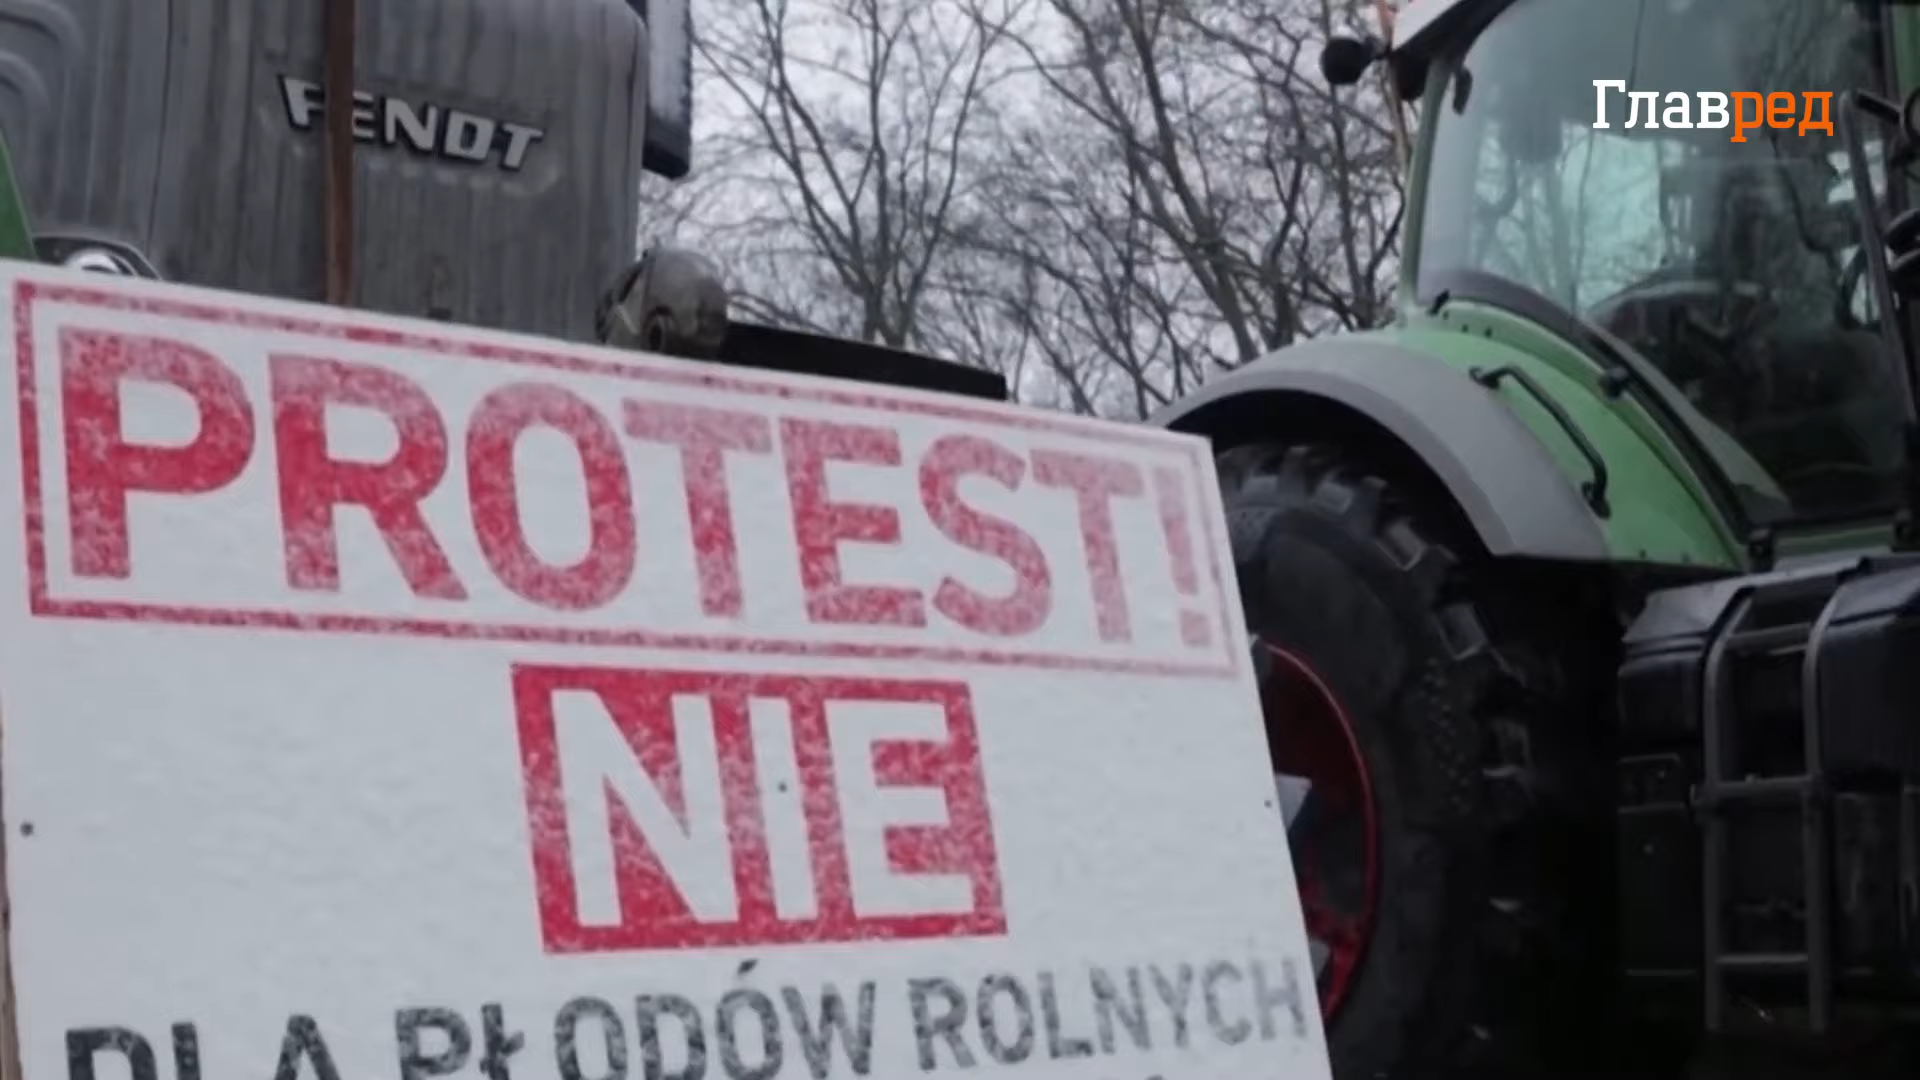 Главред
FENDT
PROTEST!
NIE
DLA PŁODÓW ROLNYCH